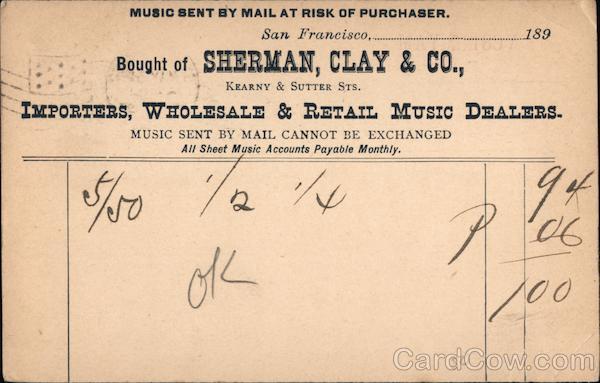 MUSIC SENT BY MAIL AT RISK OF PURCHASER.
San Francisco, 189
Bought of SHERMAN, CLAY & CO.,
KEARNY & SUTTER STS.
IMPORTERS, WHOLESALE & RETAIL MUSIC DEALERS.
MUSIC SENT BY MAIL CANNOT BE EXCHANGED
All Sheet Music Accounts Payable Monthly.
5/50 1/2 1/4 94
P 06
OK 100
CardCow.com